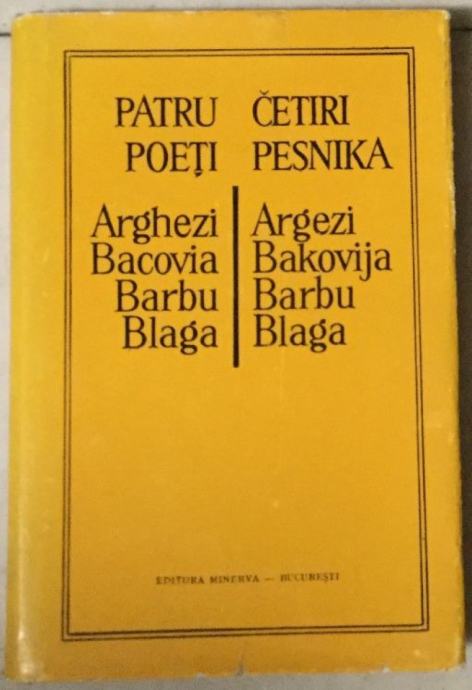 PATRU
POEȚI
Arghezi
Bacovia
Barbu
Blaga
ČETIRI
PESNIKA
Argezi
Bakovija
Barbu
Blaga
EDITURA MINERVA — BUCUREȘTI